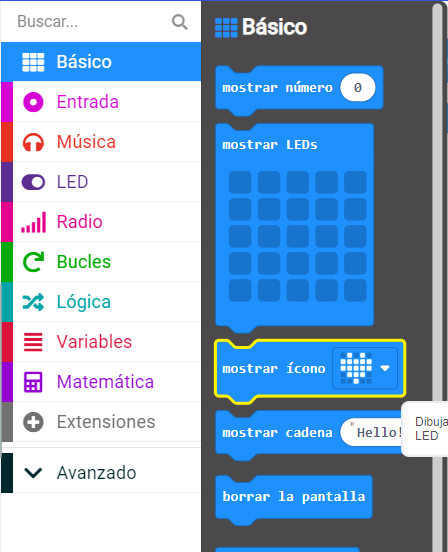 Buscar...
Básico
Entrada
Música
LED
Radio
Bucles
Lógica
Variables
Matemática
Extensiones
Avanzado
Básico
mostrar número 0
mostrar LEDs
mostrar ícono
mostrar cadena "Hello!
borrar la pantalla
Dibuja
LED